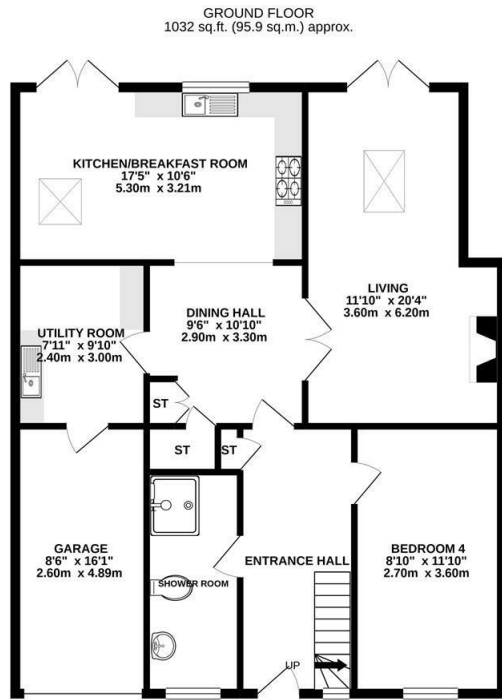 GROUND FLOOR
1032 sq.ft. (95.9 sq.m.) approx.
KITCHEN/BREAKFAST ROOM
17'5" x 10'6"
5.30m x 3.21m
LIVING
11'10" x 20'4"
3.60m x 6.20m
DINING HALL
9'6" x 10'10"
2.90m x 3.30m
UTILITY ROOM
7'11" x 9'10"
2.40m x 3.00m
ST
ST
ST
GARAGE
8'6" x 16'1"
2.60m x 4.89m
SHOWER ROOM
ENTRANCE HALL
BEDROOM 4
8'10" x 11'10"
2.70m x 3.60m
UP